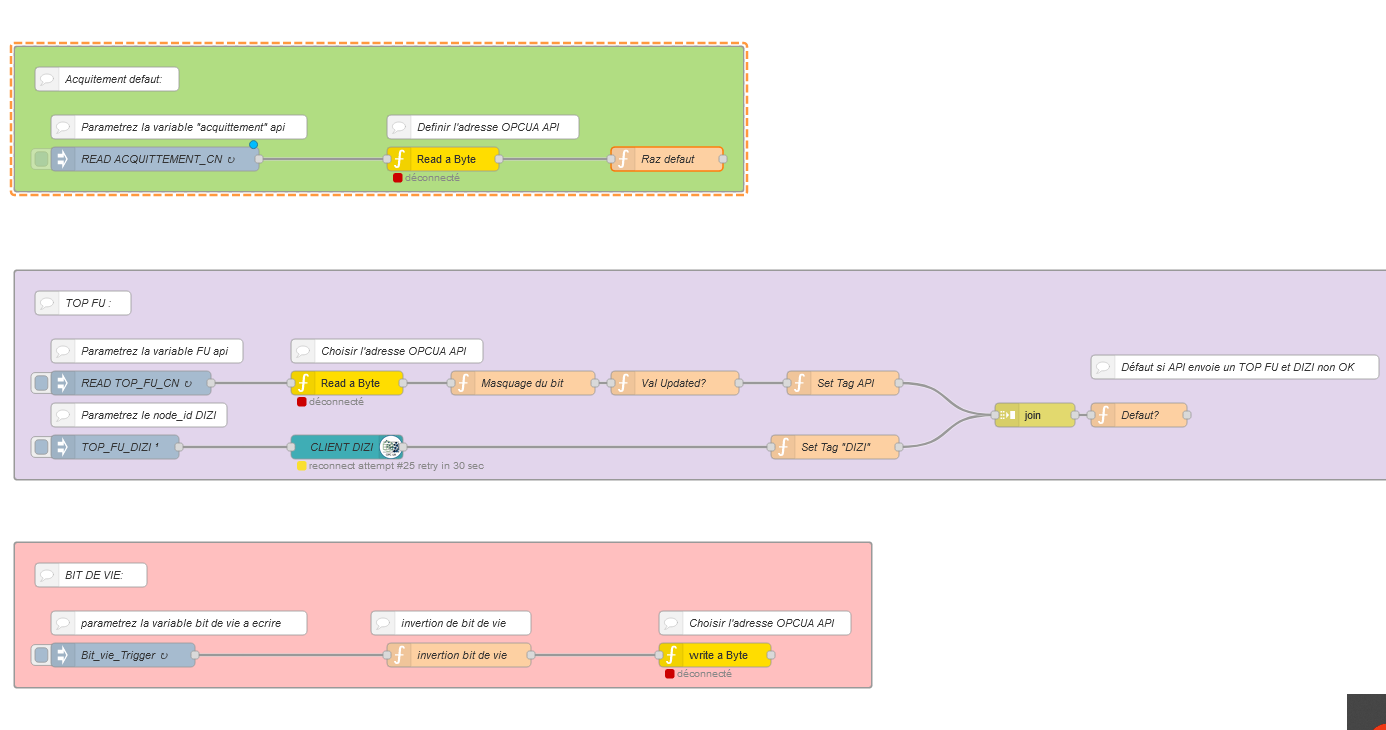 Acquitement defaut:
Parametrez la variable "acquittement" api
Definir l'adresse OPCUA API
READ ACQUITTEMENT_CN ↻
Read a Byte
Raz defaut
déconnecté
TOP FU :
Parametrez la variable FU api
Choisir l'adresse OPCUA API
Défaut si API envoie un TOP FU et DIZI non OK
READ TOP_FU_CN ↻
Read a Byte
Masquage du bit
Val Updated?
Set Tag API
déconnecté
Parametrez le node_id DIZI
join
Defaut?
TOP_FU_DIZI ¹
CLIENT DIZI
Set Tag "DIZI"
reconnect attempt #25 retry in 30 sec
BIT DE VIE:
parametrez la variable bit de vie a ecrire
invertion de bit de vie
Choisir l'adresse OPCUA API
Bit_vie_Trigger ↻
invertion bit de vie
write a Byte
déconnecté